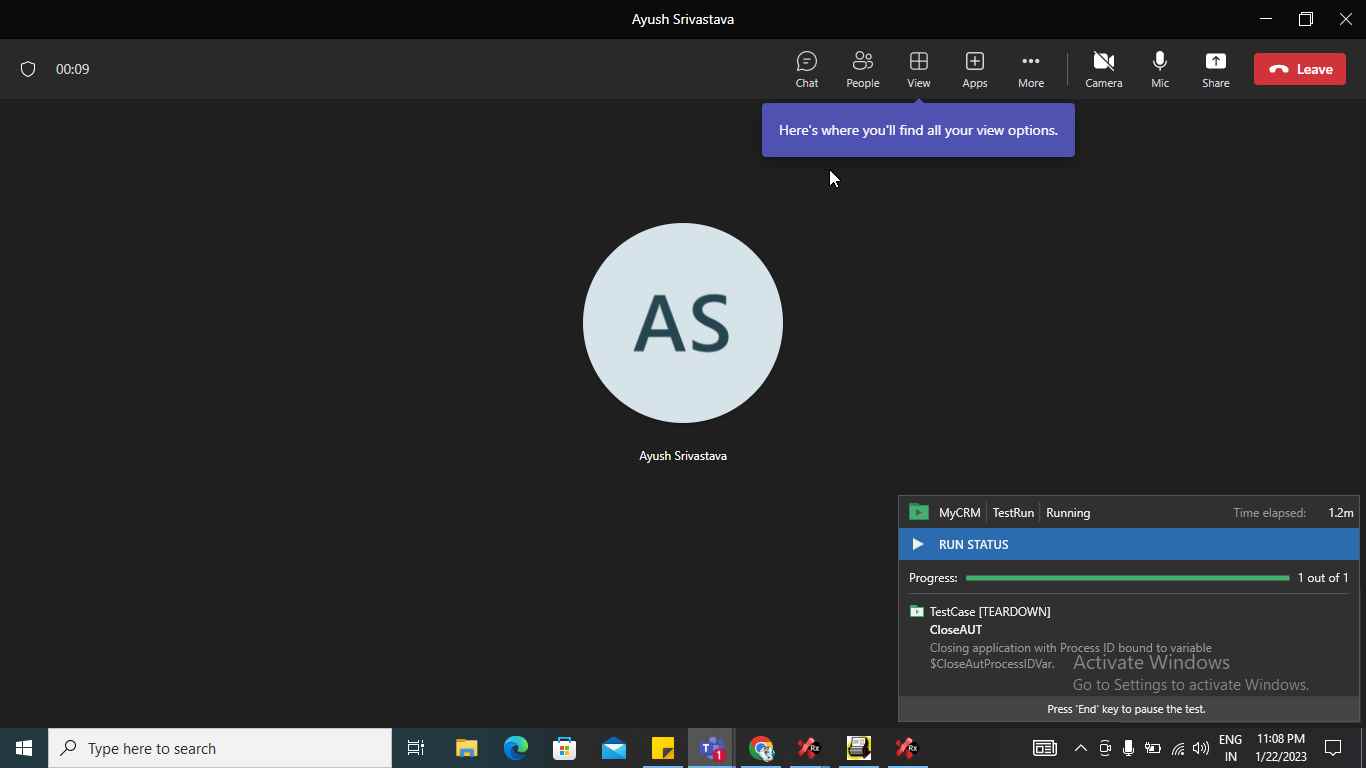 Ayush Srivastava
00:09
Chat
People
View
Apps
More
Camera
Mic
Share
Leave
Here's where you'll find all your view options.
AS
Ayush Srivastava
MyCRM TestRun Running Time elapsed: 1.2m
RUN STATUS
Progress: 1 out of 1
TestCase [TEARDOWN]
CloseAUT
Closing application with Process ID bound to variable
$CloseAutProcessIDVar.
Activate Windows
Go to Settings to activate Windows.
Press 'End' key to pause the test.
Type here to search
1
Rx
Rx
ENG
IN
11:08 PM
1/22/2023